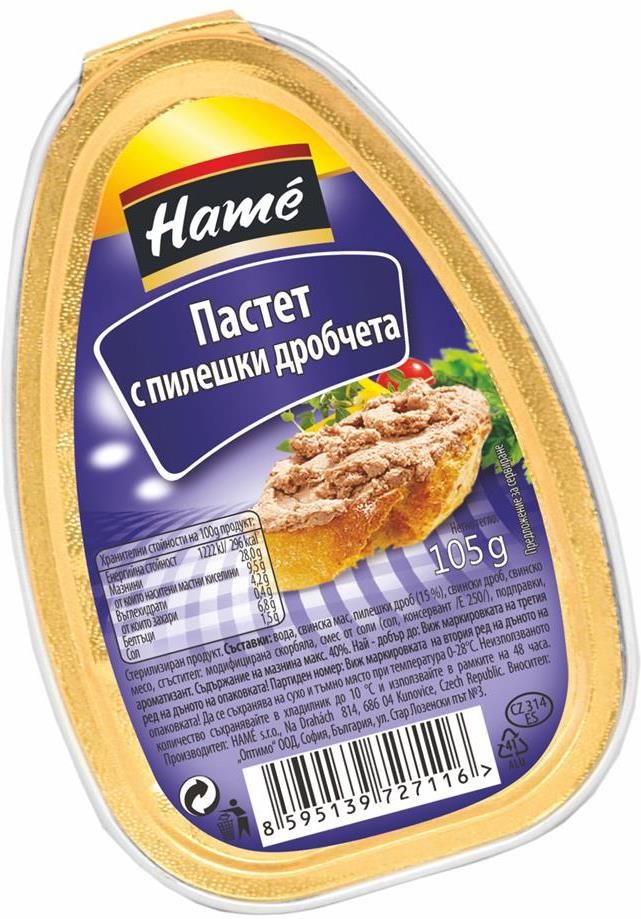 Hamé
Пастет
с пилешки дробчета
Нетно тегло:
105 g
Предложение за сервиране
Хранителни стойности на 100g продукт:
Енергийна стойност 1222 kJ/ 296 kcal
Мазнини 28,0g
от които наситени мастни киселини 9,5g
Въглехидрати 4,2g
от които захари 0,4g
Белтъци 6,8g
Сол 1,5g
Стерилизиран продукт. Съставки: вода, свинска мас, пилешки дроб (15 %), свински дроб, свинско
месо, сгъстител: модифицирана скорбяла, смес от соли (сол, консервант /E 250/), подправки,
ароматизант. Съдържание на мазнина макс. 40%. Най - добър до: Виж маркировката на третия
ред на дъното на опаковката! Партиден номер: Виж маркировката на втория ред на дъното на
опаковката! Да се съхранява на сухо и тъмно място при температура 0-28°C. Неизползваното
количество съхранявайте в хладилник до 10 °C и използвайте в рамките на 48 часа.
Производител: HAMÉ s.r.o., Na Drahách 814, 686 04 Kunovice, Czech Republic. Вносител:
„Оптимо“ ООД, София, България, ул. Стар Лозенски път №3.
CZ 314
ES
41
ALU
8 595139 727116 >